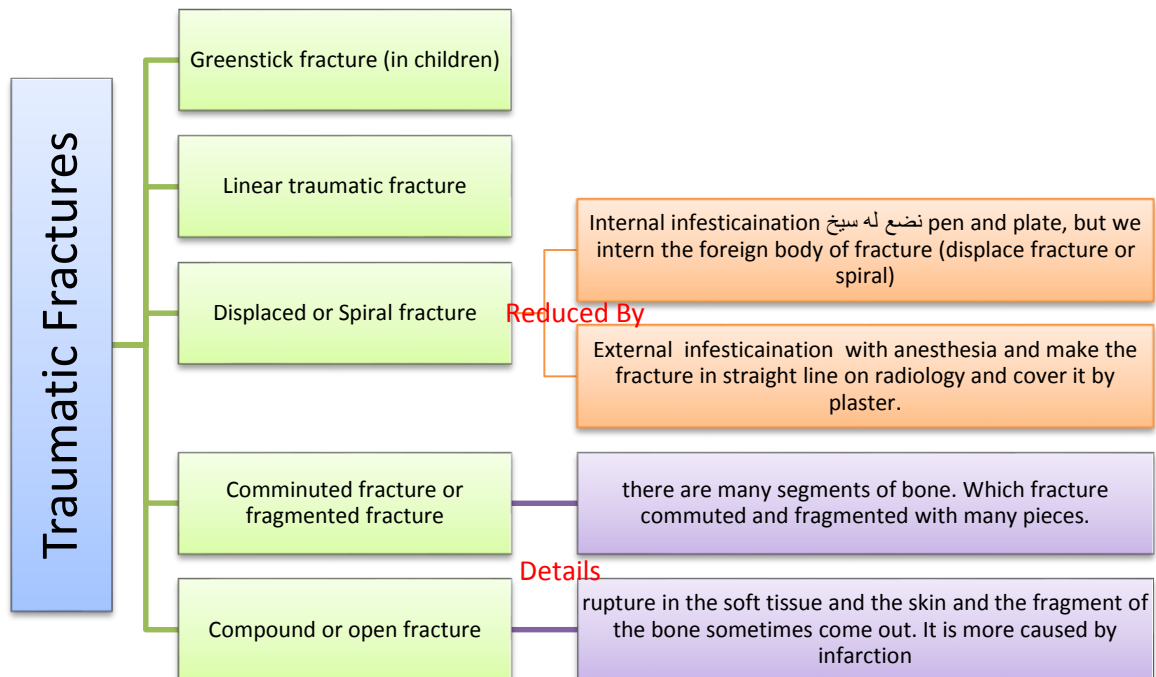 Traumatic Fractures
Greenstick fracture (in children)
Linear traumatic fracture
Displaced or Spiral fracture
Reduced By
Internal infesticaination نضع له سيخ pen and plate, but we
intern the foreign body of fracture (displace fracture or
spiral)
External infesticaination with anesthesia and make the
fracture in straight line on radiology and cover it by
plaster.
Comminuted fracture or
fragmented fracture
there are many segments of bone. Which fracture
commuted and fragmented with many pieces.
Details
Compound or open fracture
rupture in the soft tissue and the skin and the fragment of
the bone sometimes come out. It is more caused by
infarction